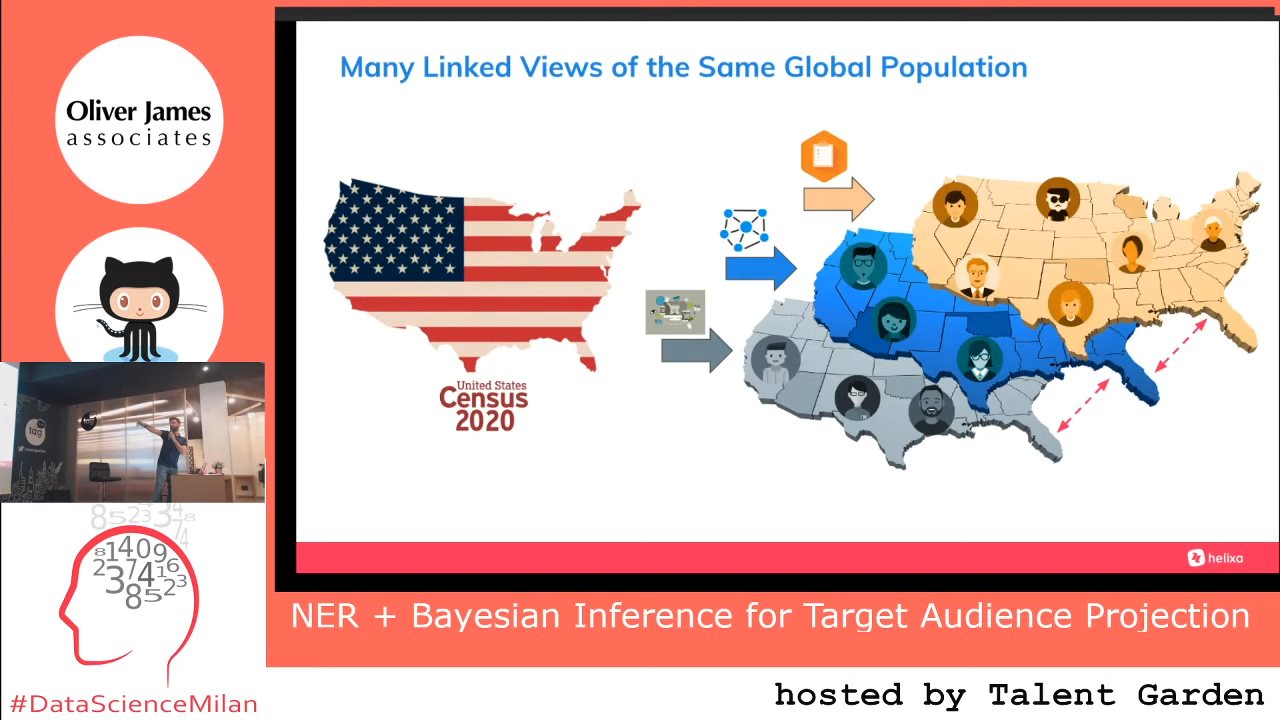 Many Linked Views of the Same Global Population
Oliver James
associates
United States
Census
2020
tag
helixa
NER + Bayesian Inference for Target Audience Projection
#DataScienceMilan
hosted by Talent Garden